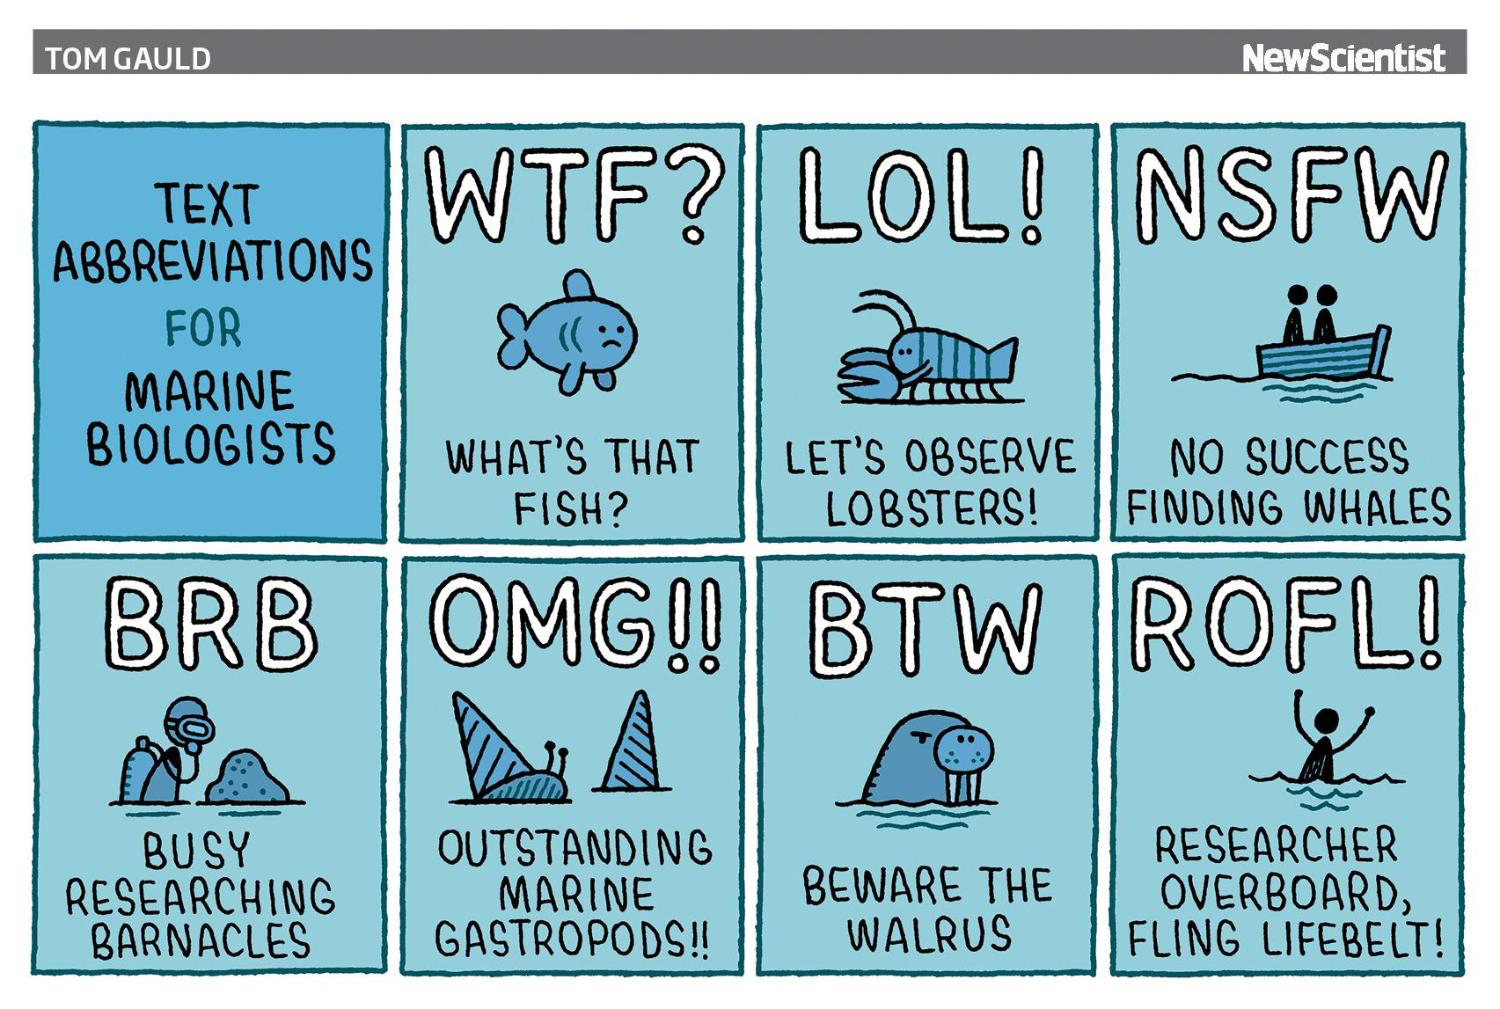 TOM GAULD
NewScientist
TEXT
ABBREVIATIONS
FOR
MARINE
BIOLOGISTS
WTF?
WHAT'S THAT
FISH?
LOL!
LET'S OBSERVE
LOBSTERS!
NSFW
NO SUCCESS
FINDING WHALES
BRB
BUSY
RESEARCHING
BARNACLES
OMG!!
OUTSTANDING
MARINE
GASTROPODS!!
BTW
BEWARE THE
WALRUS
ROFL!
RESEARCHER
OVERBOARD,
FLING LIFEBELT!